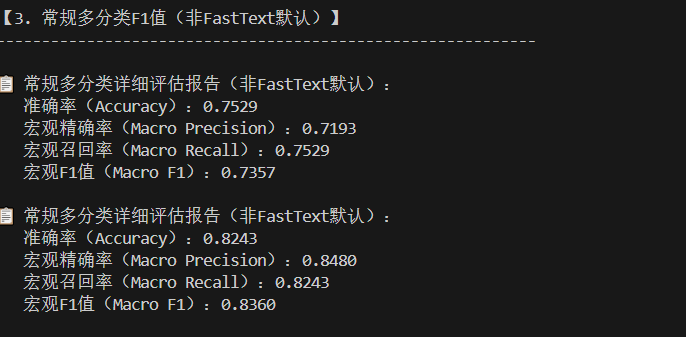 【3. 常规多分类F1值（非FastText默认）】
------------------------------------------------------------
📋 常规多分类详细评估报告（非FastText默认）：
准确率（Accuracy）：0.7529
宏观精确率（Macro Precision）：0.7193
宏观召回率（Macro Recall）：0.7529
宏观F1值（Macro F1）：0.7357
📋 常规多分类详细评估报告（非FastText默认）：
准确率（Accuracy）：0.8243
宏观精确率（Macro Precision）：0.8480
宏观召回率（Macro Recall）：0.8243
宏观F1值（Macro F1）：0.8360